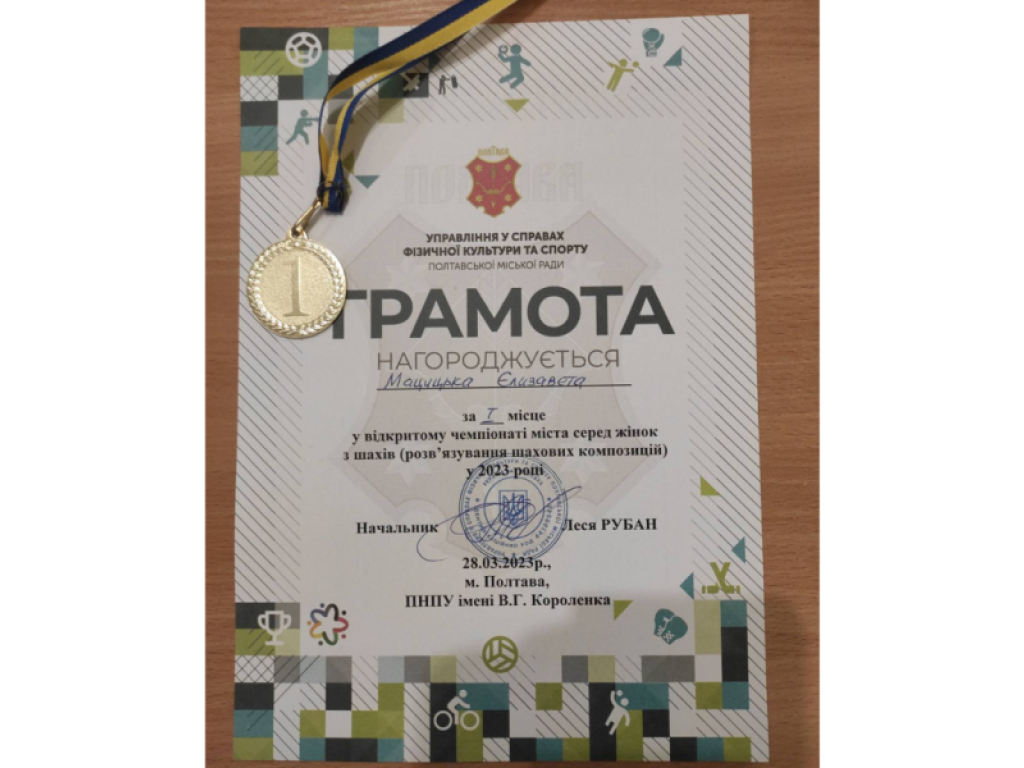 ПОЛТАВА
1
УПРАВЛІННЯ У СПРАВАХ
ФІЗИЧНОЇ КУЛЬТУРИ ТА СПОРТУ
ПОЛТАВСЬКОЇ МІСЬКОЇ РАДИ
ГРАМОТА
НАГОРОДЖУЄТЬСЯ
Мацуцька Єлизавета
за I місце
у відкритому чемпіонаті міста серед жінок
з шахів (розв’язування шахових композицій)
у 2023 році
Начальник Леся РУБАН
28.03.2023р.,
м. Полтава,
ПНПУ імені В.Г. Короленка